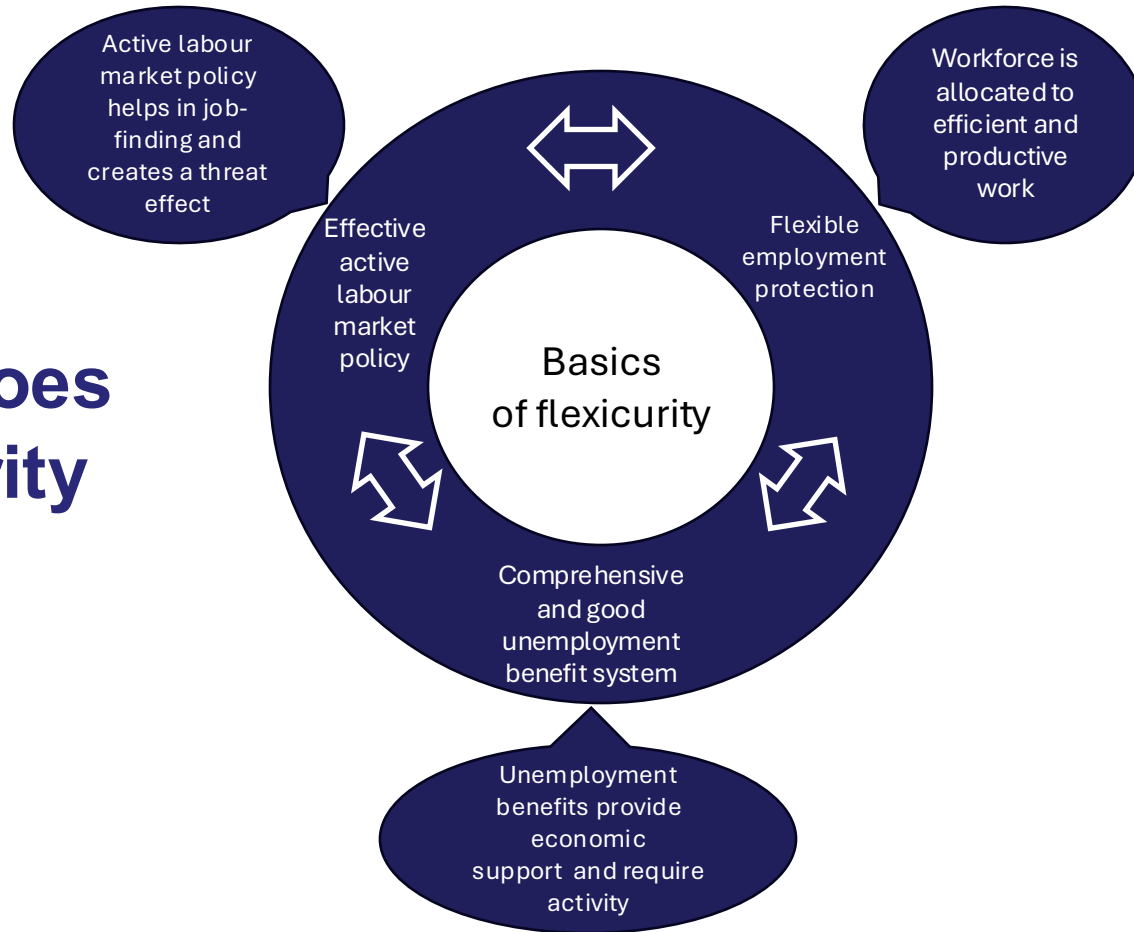 Active labour
market policy
helps in job-
finding and
creates a threat
effect
Workforce is
allocated to
efficient and
productive
work
Effective
active
labour
market
policy
Flexible
employment
protection
oes
rity
Basics
of flexicurity
Comprehensive
and good
unemployment
benefit system
Unemployment
benefits provide
economic
support and require
activity